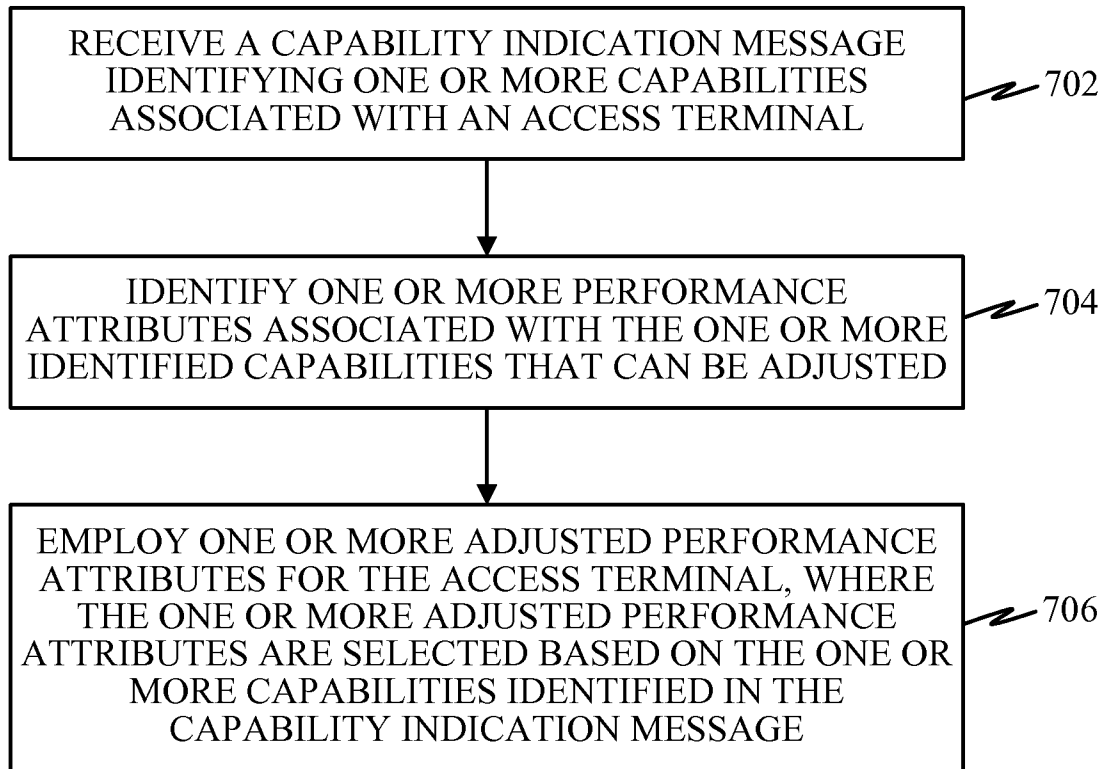 RECEIVE A CAPABILITY INDICATION MESSAGE
IDENTIFYING ONE OR MORE CAPABILITIES
ASSOCIATED WITH AN ACCESS TERMINAL
702
IDENTIFY ONE OR MORE PERFORMANCE
ATTRIBUTES ASSOCIATED WITH THE ONE OR MORE
IDENTIFIED CAPABILITIES THAT CAN BE ADJUSTED
704
EMPLOY ONE OR MORE ADJUSTED PERFORMANCE
ATTRIBUTES FOR THE ACCESS TERMINAL, WHERE
THE ONE OR MORE ADJUSTED PERFORMANCE
ATTRIBUTES ARE SELECTED BASED ON THE ONE OR
MORE CAPABILITIES IDENTIFIED IN THE
CAPABILITY INDICATION MESSAGE
706